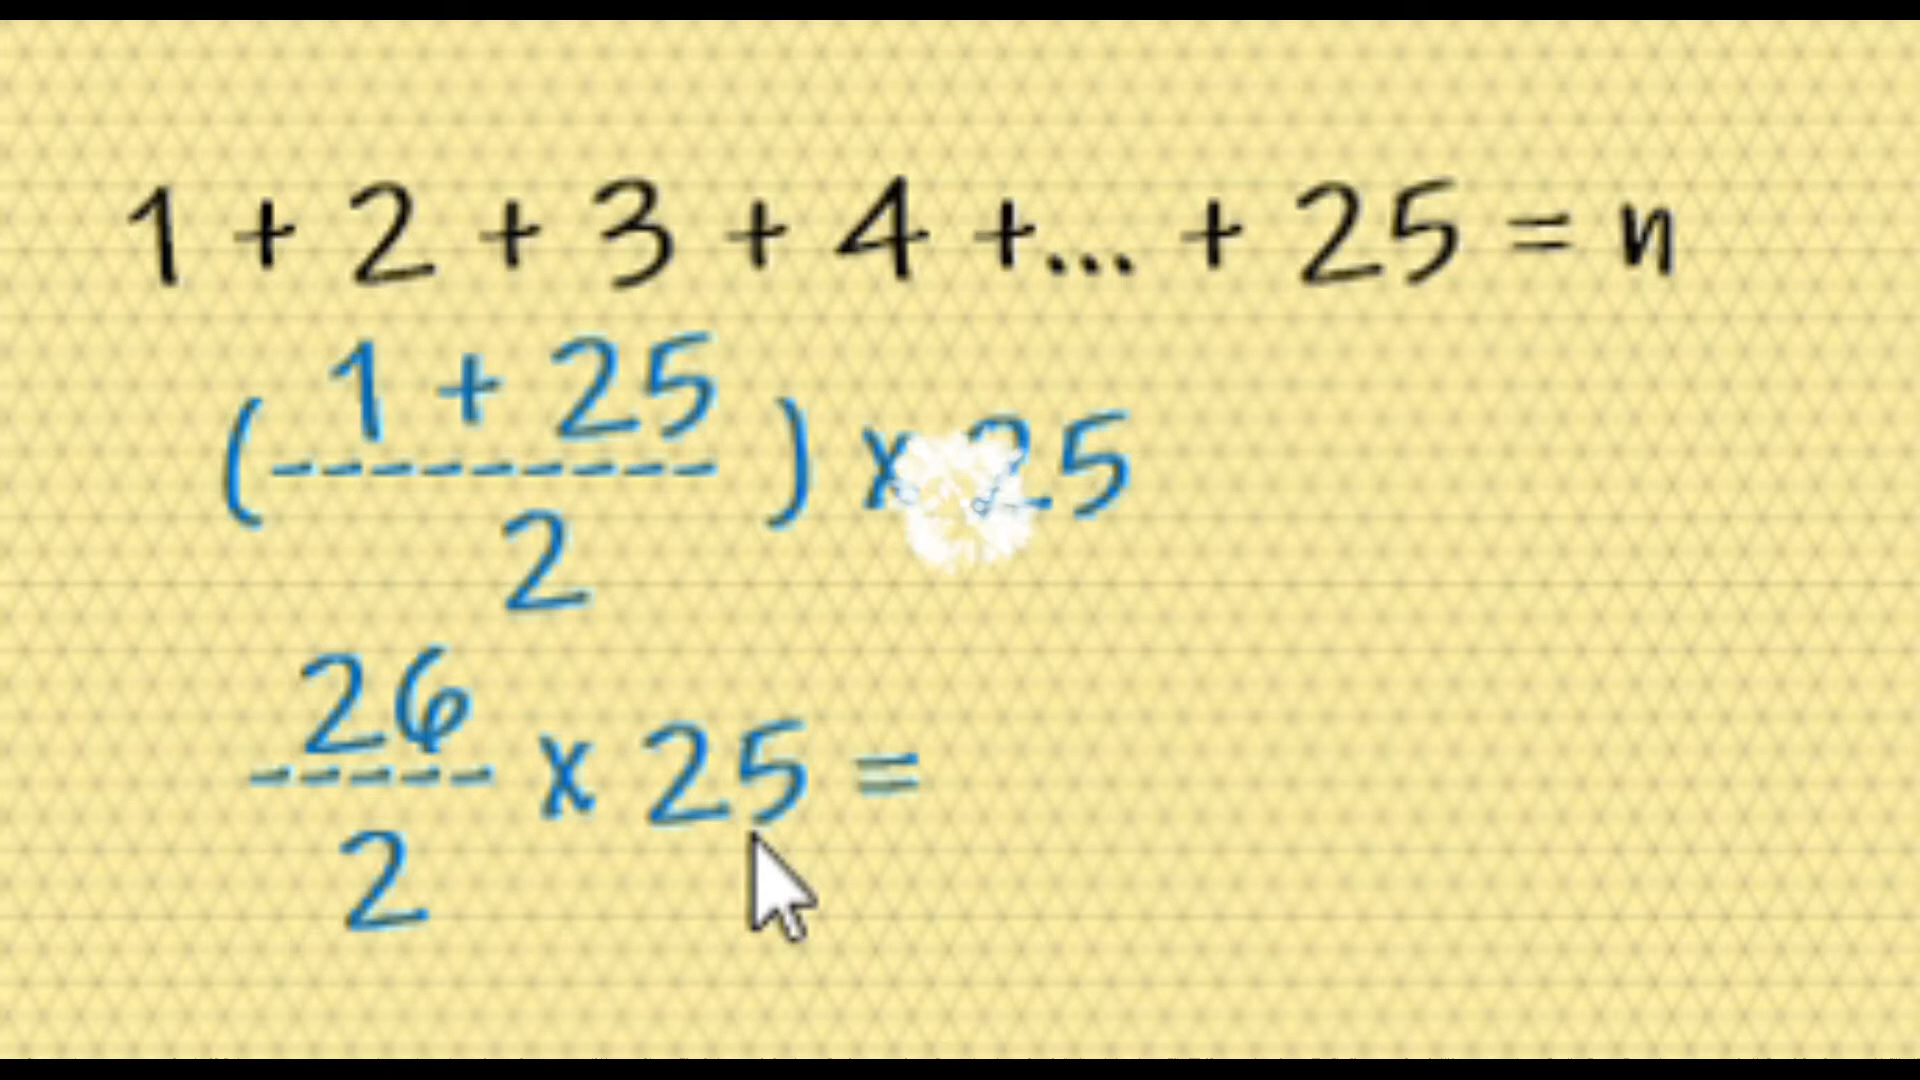 1 + 2 + 3 + 4 +... + 25 = n
( 1 + 25
---------
2 ) x 25
26
-----
2 x 25 =